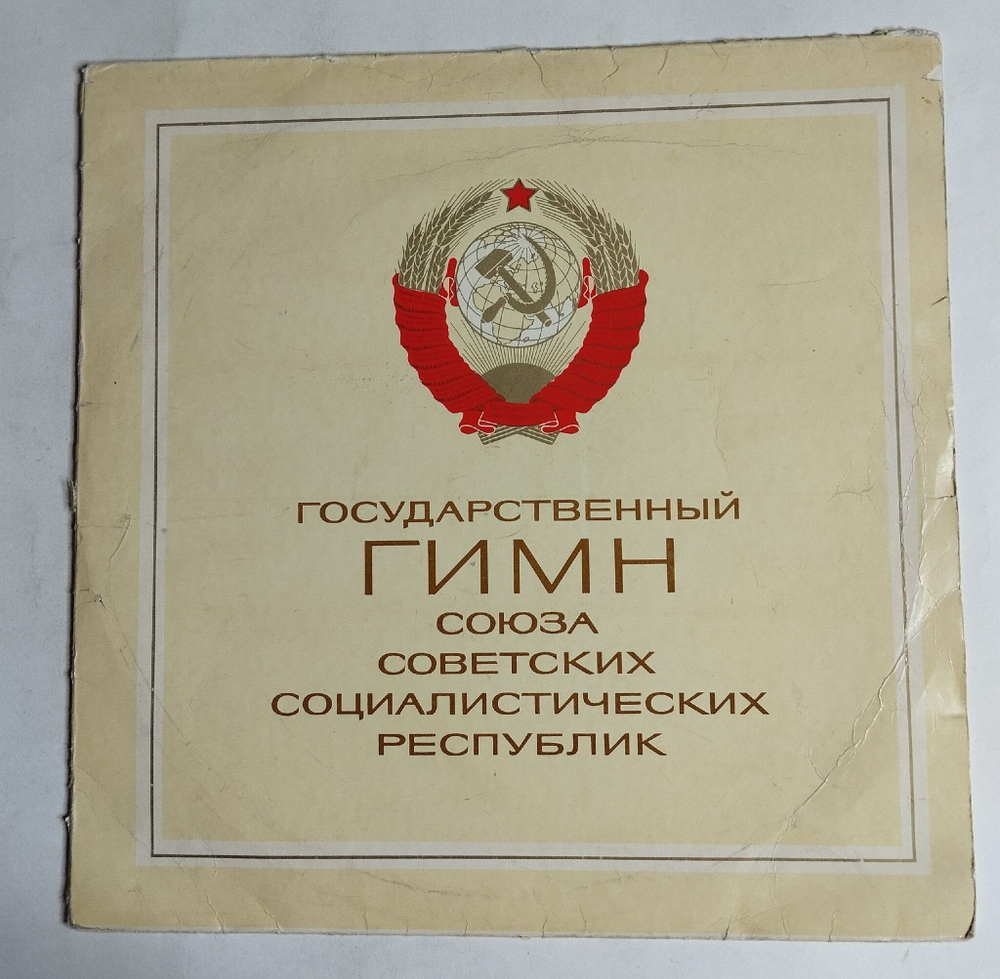 ГОСУДАРСТВЕННЫЙ
ГИМН
СОЮЗА
СОВЕТСКИХ
СОЦИАЛИСТИЧЕСКИХ
РЕСПУБЛИК